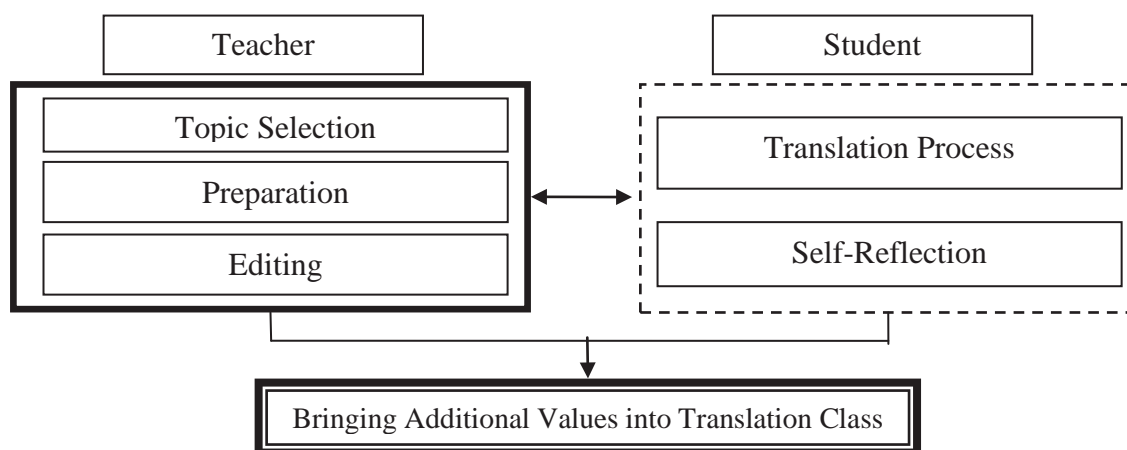 Teacher
Student
Topic Selection
Preparation
Editing
Translation Process
Self-Reflection
Bringing Additional Values into Translation Class